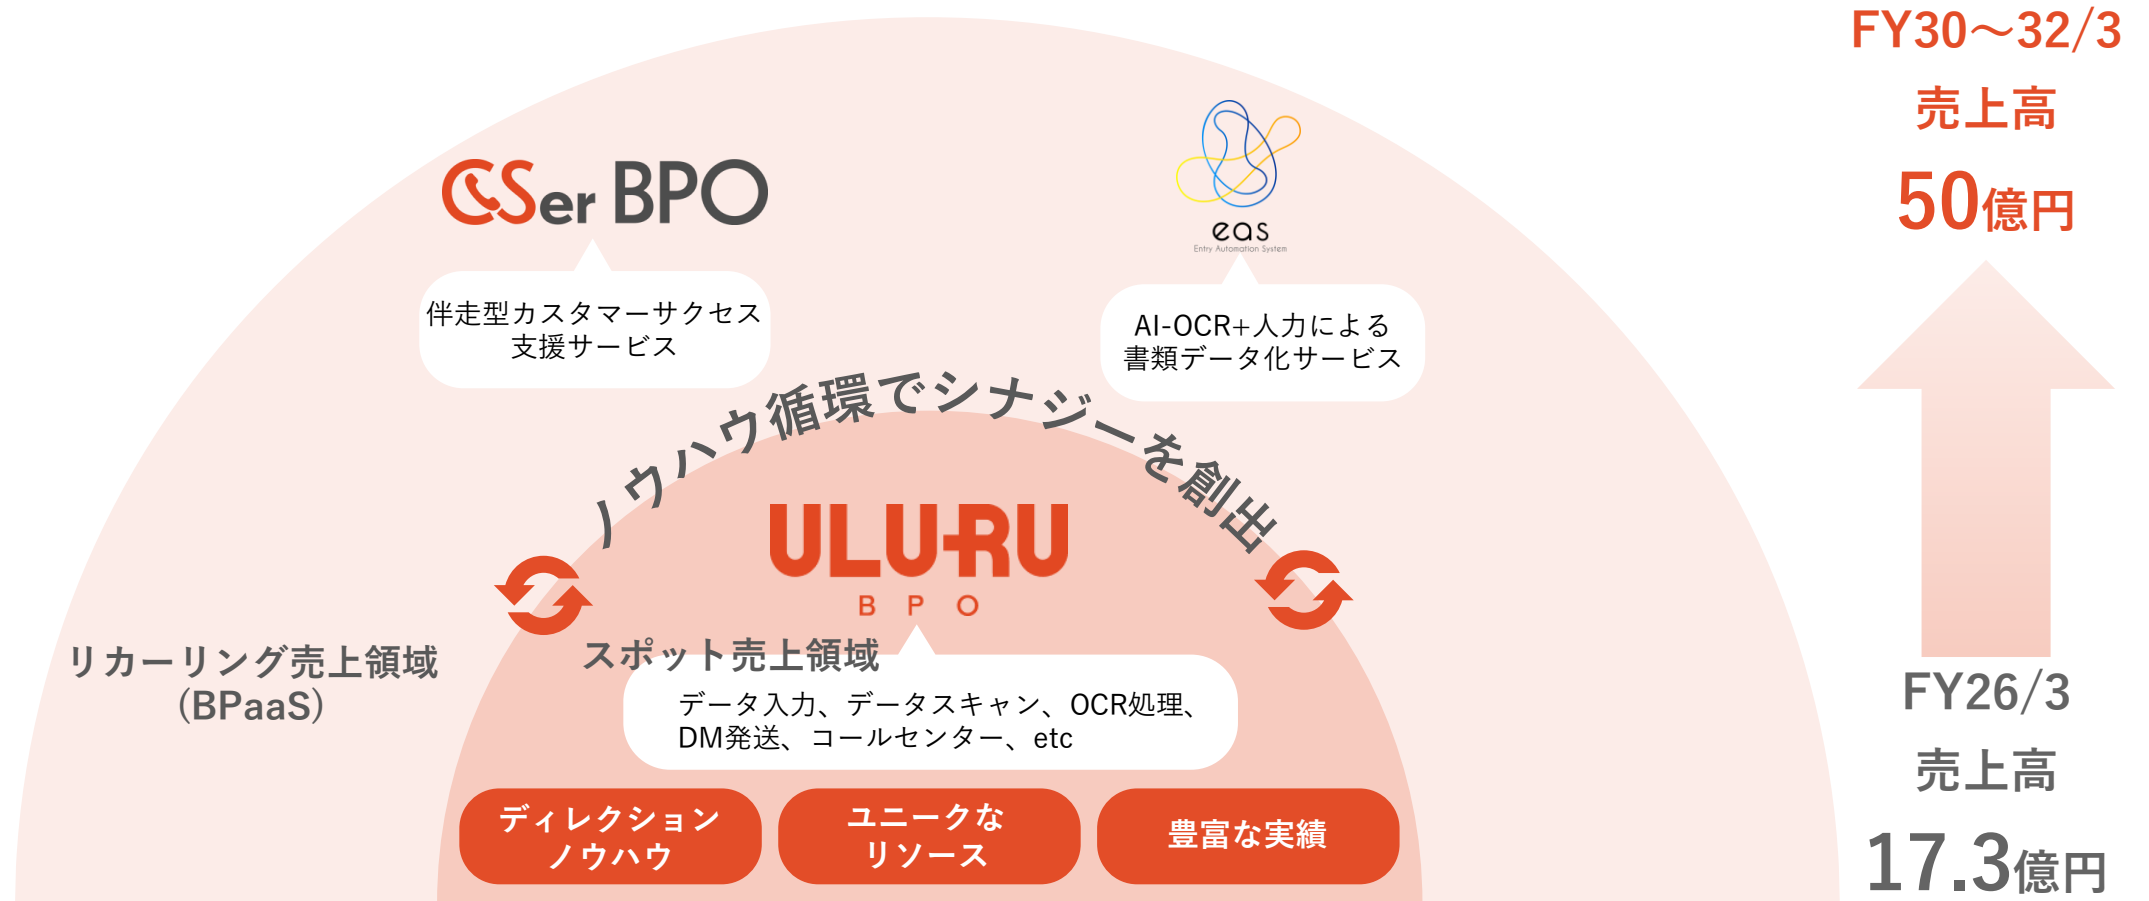 FY30～32/3
売上高
50億円
CSer BPO
eas
Entry Automation System
伴走型カスタマーサクセス
支援サービス
AI-OCR+人力による
書類データ化サービス
ノウハウ循環でシナジーを創出
ULURU
BPO
リカーリング売上領域
(BPaaS)
スポット売上領域
データ入力、データスキャン、OCR処理、
DM発送、コールセンター、etc
ディレクション
ノウハウ
ユニークな
リソース
豊富な実績
FY26/3
売上高
17.3億円